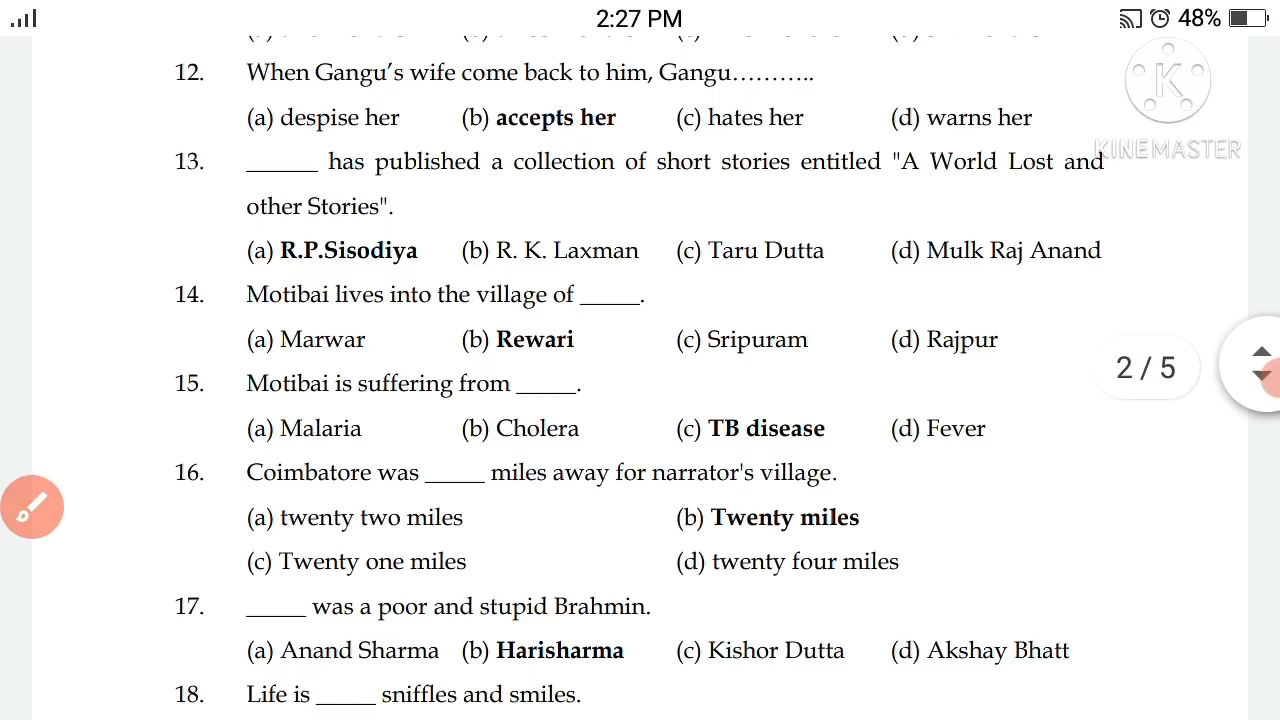 2:27 PM 48%
12. When Gangu's wife come back to him, Gangu………..
(a) despise her (b) accepts her (c) hates her (d) warns her
KINEMASTER
13. ______ has published a collection of short stories entitled "A World Lost and
other Stories".
(a) R.P.Sisodiya (b) R. K. Laxman (c) Taru Dutta (d) Mulk Raj Anand
14. Motibai lives into the village of _____.
(a) Marwar (b) Rewari (c) Sripuram (d) Rajpur
2 / 5
15. Motibai is suffering from _____.
(a) Malaria (b) Cholera (c) TB disease (d) Fever
16. Coimbatore was _____ miles away for narrator's village.
(a) twenty two miles (b) Twenty miles
(c) Twenty one miles (d) twenty four miles
17. _____ was a poor and stupid Brahmin.
(a) Anand Sharma (b) Harisharma (c) Kishor Dutta (d) Akshay Bhatt
18. Life is _____ sniffles and smiles.